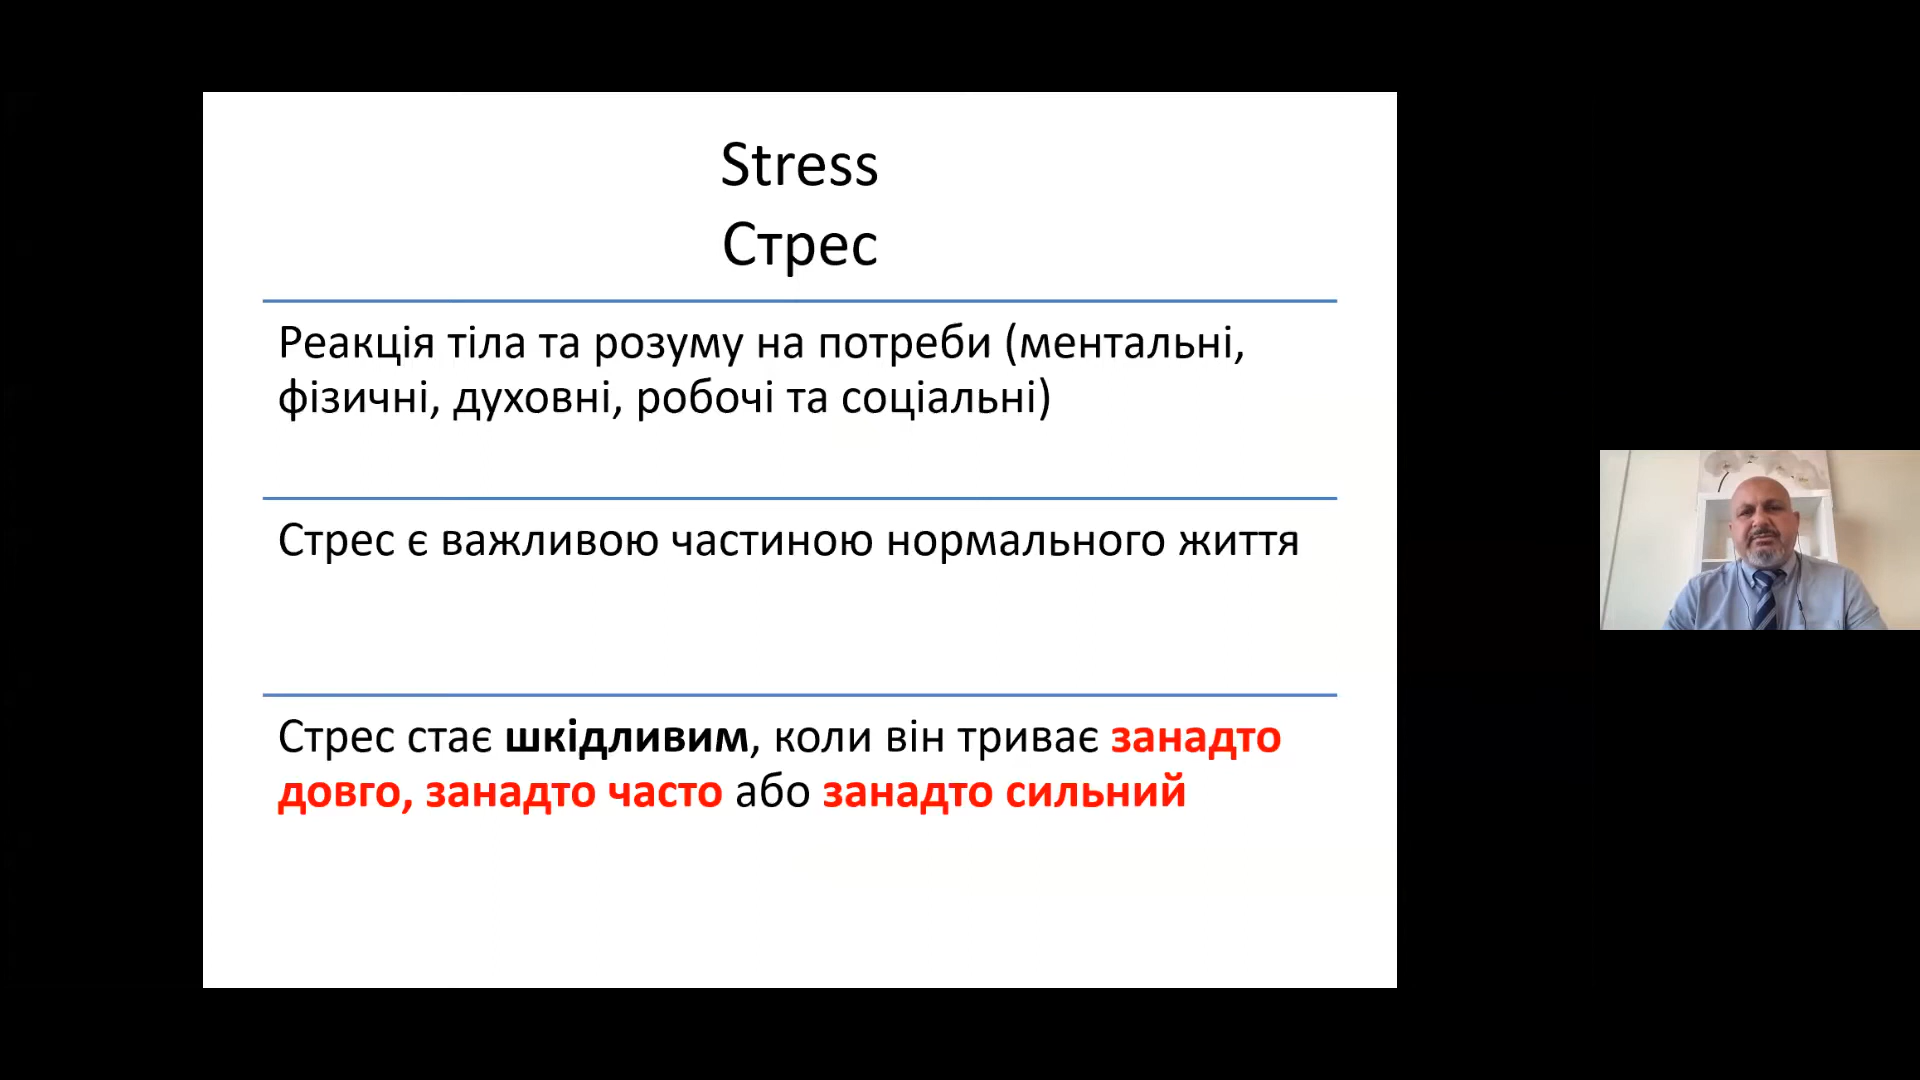 Stress
Стрес
Реакція тіла та розуму на потреби (ментальні,
фізичні, духовні, робочі та соціальні)
Стрес є важливою частиною нормального життя
Стрес стає шкідливим, коли він триває занадто
довго, занадто часто або занадто сильний